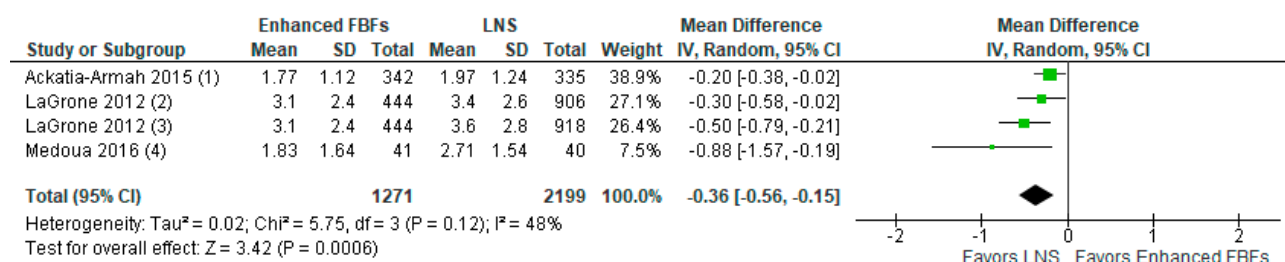 Enhanced FBFs LNS Mean Difference Mean Difference
Study or Subgroup Mean SD Total Mean SD Total Weight IV, Random, 95% CI IV, Random, 95% CI
Ackatia-Armah 2015 (1) 1.77 1.12 342 1.97 1.24 335 38.9% -0.20 [-0.38, -0.02]
LaGrone 2012 (2) 3.1 2.4 444 3.4 2.6 906 27.1% -0.30 [-0.58, -0.02]
LaGrone 2012 (3) 3.1 2.4 444 3.6 2.8 918 26.4% -0.50 [-0.79, -0.21]
Medoua 2016 (4) 1.83 1.64 41 2.71 1.54 40 7.5% -0.88 [-1.57, -0.19]
Total (95% CI) 1271 2199 100.0% -0.36 [-0.56, -0.15]
Heterogeneity: Tau² = 0.02; Chi² = 5.75, df = 3 (P = 0.12); I² = 48%
Test for overall effect: Z = 3.42 (P = 0.0006)
-2 -1 0 1 2
Favors LNS Favors Enhanced FBFs